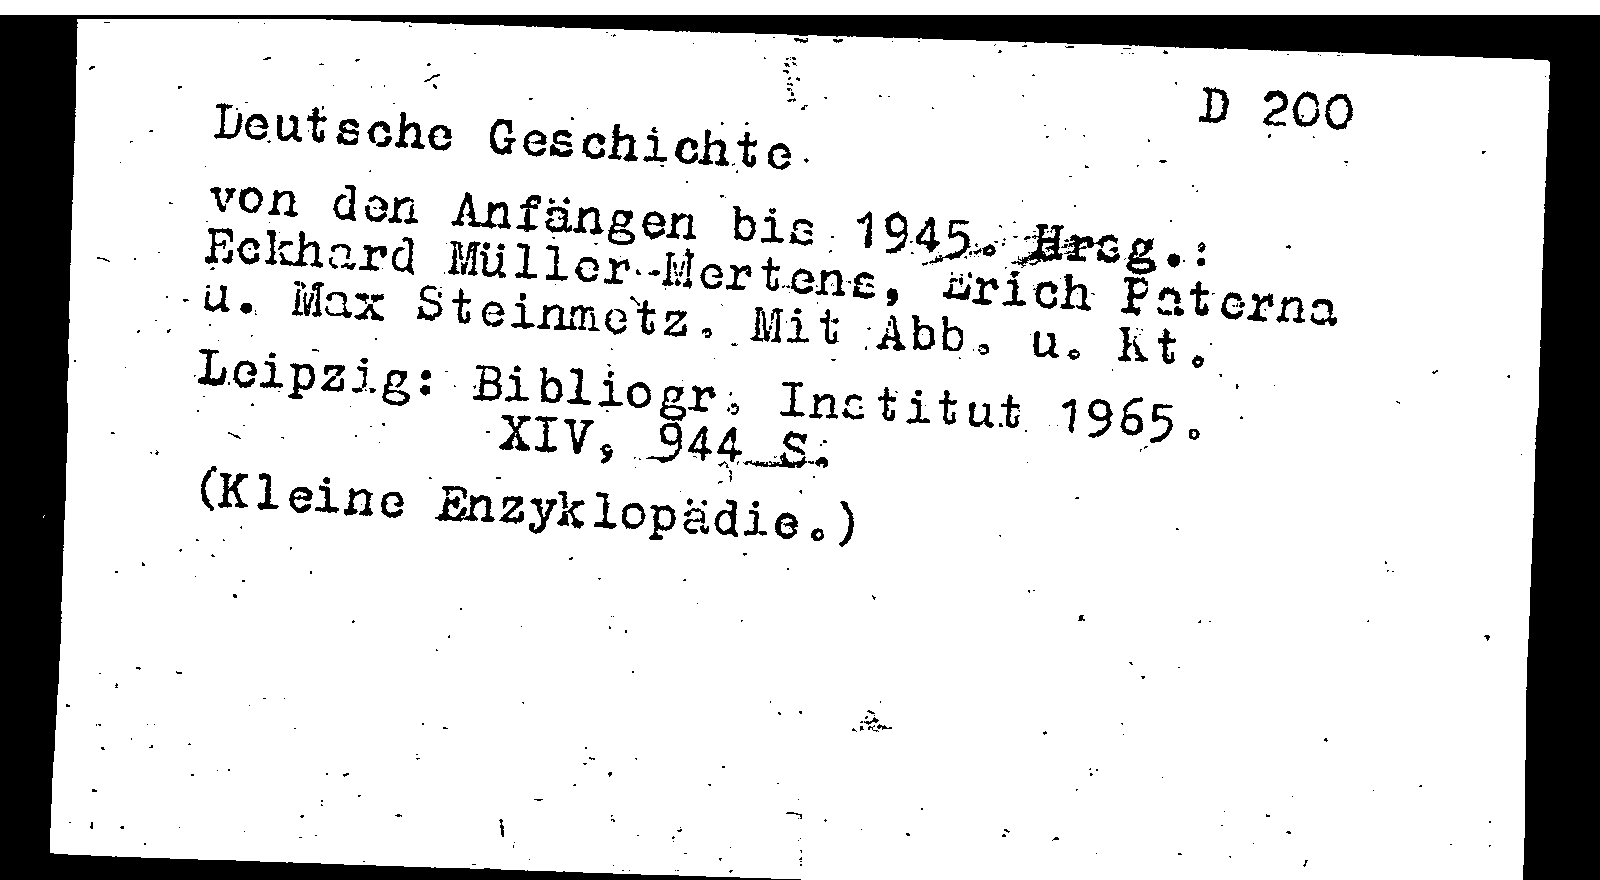 D 200
Deutsche Geschichte
von den Anfängen bis 1945. Hrsg.:
Eckhard Müller-Mertens, Erich Paterna
u. Max Steinmetz. Mit Abb. u. Kt.
Leipzig: Bibliogr. Institut 1965.
XIV, 944 S.
(Kleine Enzyklopädie.)